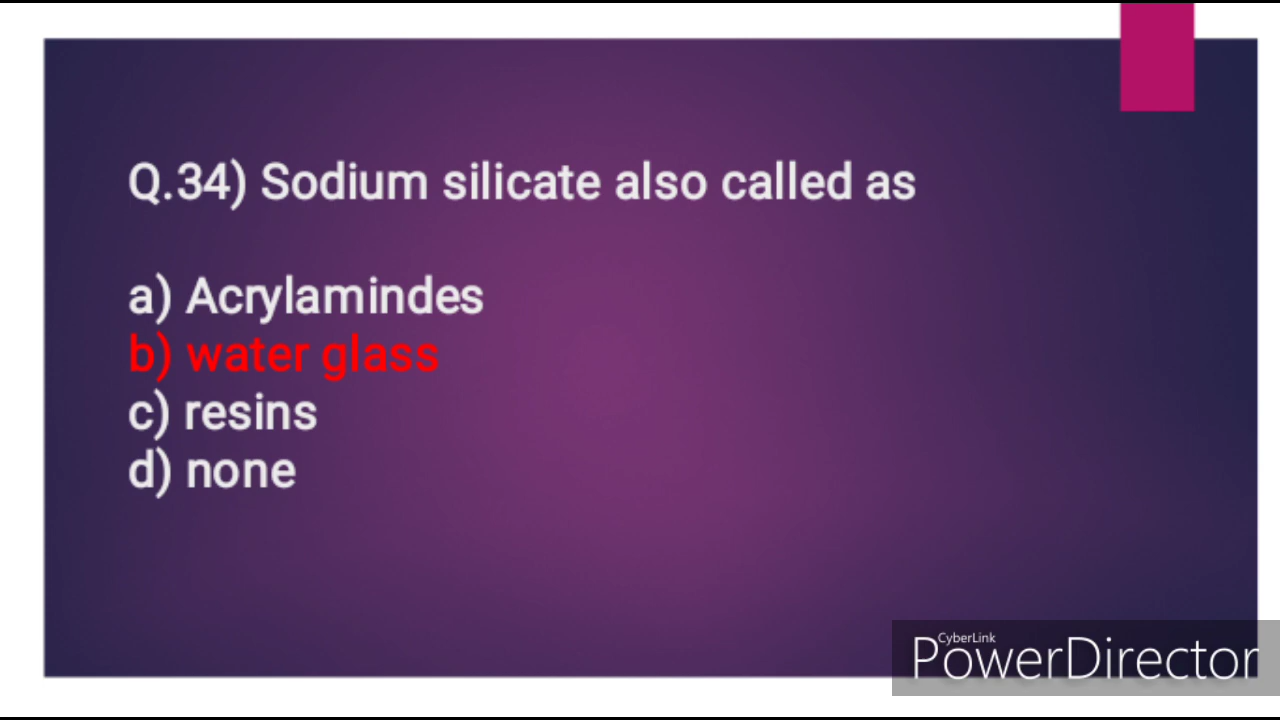 Q.34) Sodium silicate also called as
a) Acrylamindes
b) water glass
c) resins
d) none
CyberLink
PowerDirector